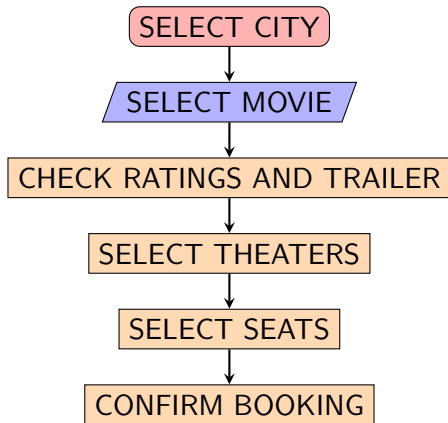 SELECT CITY
SELECT MOVIE
CHECK RATINGS AND TRAILER
SELECT THEATERS
SELECT SEATS
CONFIRM BOOKING